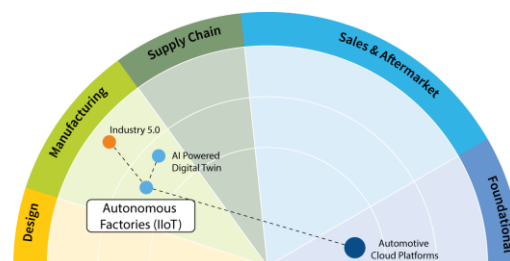 Supply Chain
Sales & Aftermarket
Manufacturing
Industry 5.0
AI Powered
Digital Twin
Autonomous
Factories (IIoT)
Design
Foundational
Automotive
Cloud Platforms